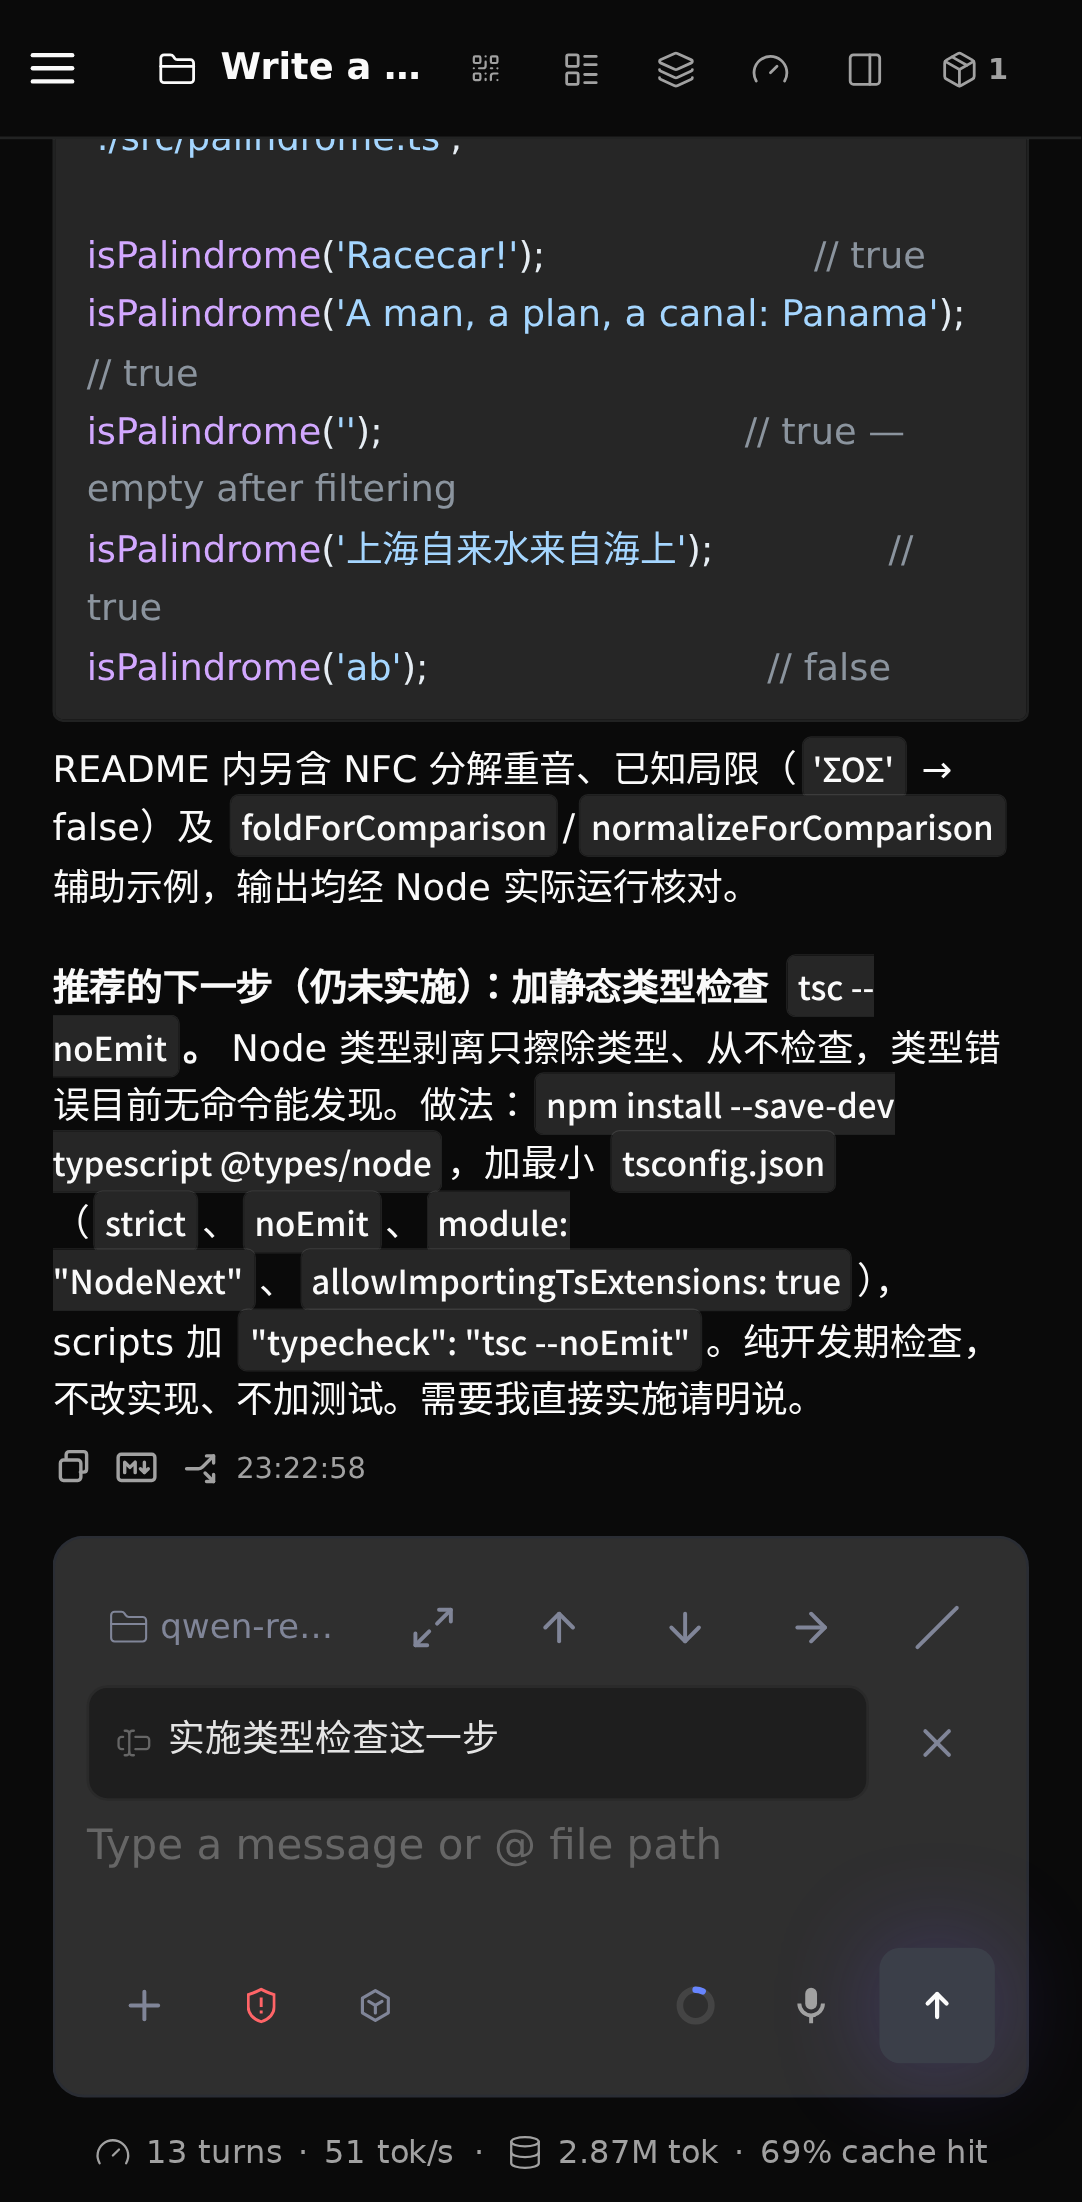 Write a ...
1
'./src/palindrome.ts';
isPalindrome('Racecar!'); // true
isPalindrome('A man, a plan, a canal: Panama');
// true
isPalindrome(''); // true —
empty after filtering
isPalindrome('上海自来水来自海上'); //
true
isPalindrome('ab'); // false
README 内另含 NFC 分解重音、已知局限（'ΣΟΣ' →
false）及 foldForComparison / normalizeForComparison
辅助示例，输出均经 Node 实际运行核对。
推荐的下一步（仍未实施）：加静态类型检查 tsc --
noEmit。Node 类型剥离只擦除类型、从不检查，类型错
误目前无命令能发现。做法：npm install --save-dev
typescript @types/node，加最小 tsconfig.json
（strict、noEmit、module:
"NodeNext"、allowImportingTsExtensions: true），
scripts 加 "typecheck": "tsc --noEmit"。纯开发期检查，
不改实现、不加测试。需要我直接实施请明说。
23:22:58
qwen-re...
实施类型检查这一步
Type a message or @ file path
13 turns · 51 tok/s · 2.87M tok · 69% cache hit